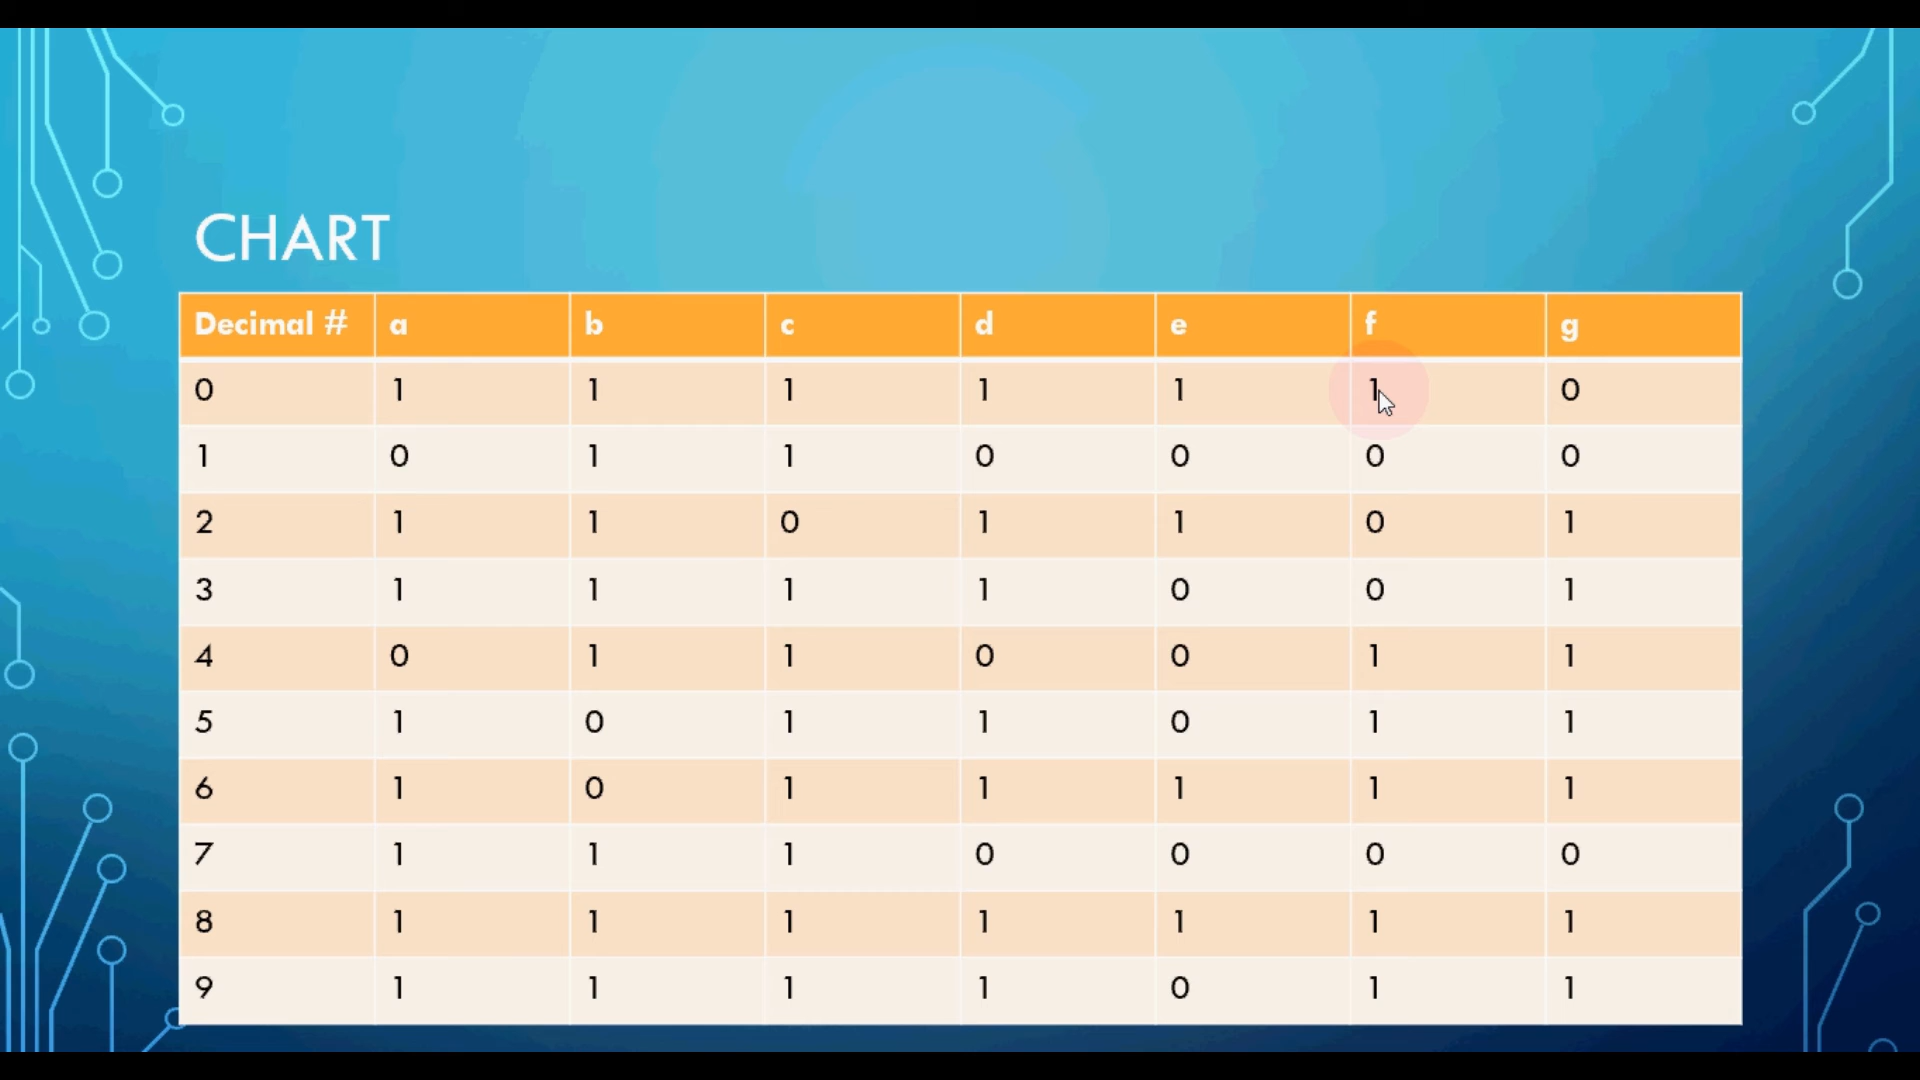 CHART
Decimal # a b c d e f g
0 1 1 1 1 1 1 0
1 0 1 1 0 0 0 0
2 1 1 0 1 1 0 1
3 1 1 1 1 0 0 1
4 0 1 1 0 0 1 1
5 1 0 1 1 0 1 1
6 1 0 1 1 1 1 1
7 1 1 1 0 0 0 0
8 1 1 1 1 1 1 1
9 1 1 1 1 0 1 1